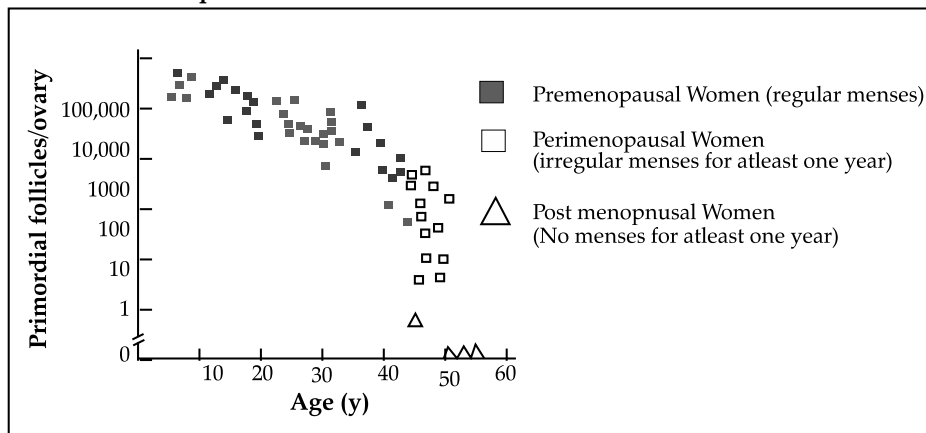 Primordial follicles/ovary
100,000
10,000
1000
100
10
1
0
10 20 30 40 50 60
Age (y)
Premenopausal Women (regular menses)
Perimenopausal Women
(irregular menses for atleast one year)
Post menopnusal Women
(No menses for atleast one year)